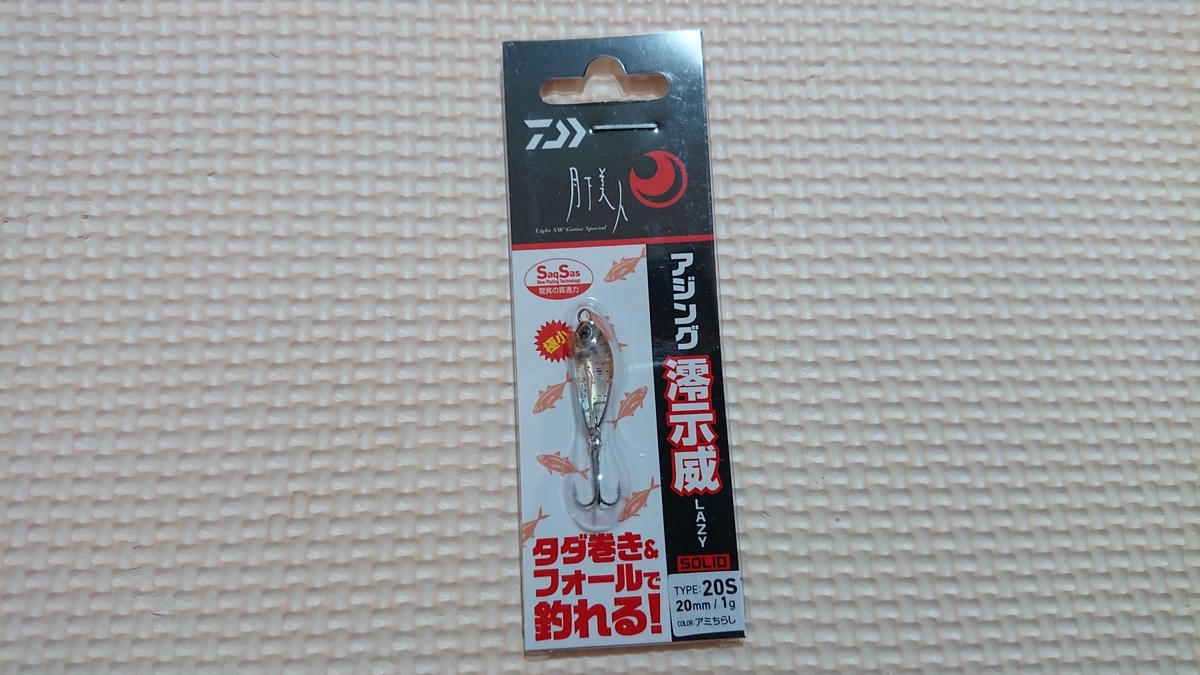 月下美人
Light SW Game Special
SaqSas
New Plating Technology
驚異の貫通力
極小
アジング
澪示威
LAZY
SOLID
タダ巻き&
フォールで
釣れる!
TYPE: 20S
20mm / 1g
COLOR: アミちらし